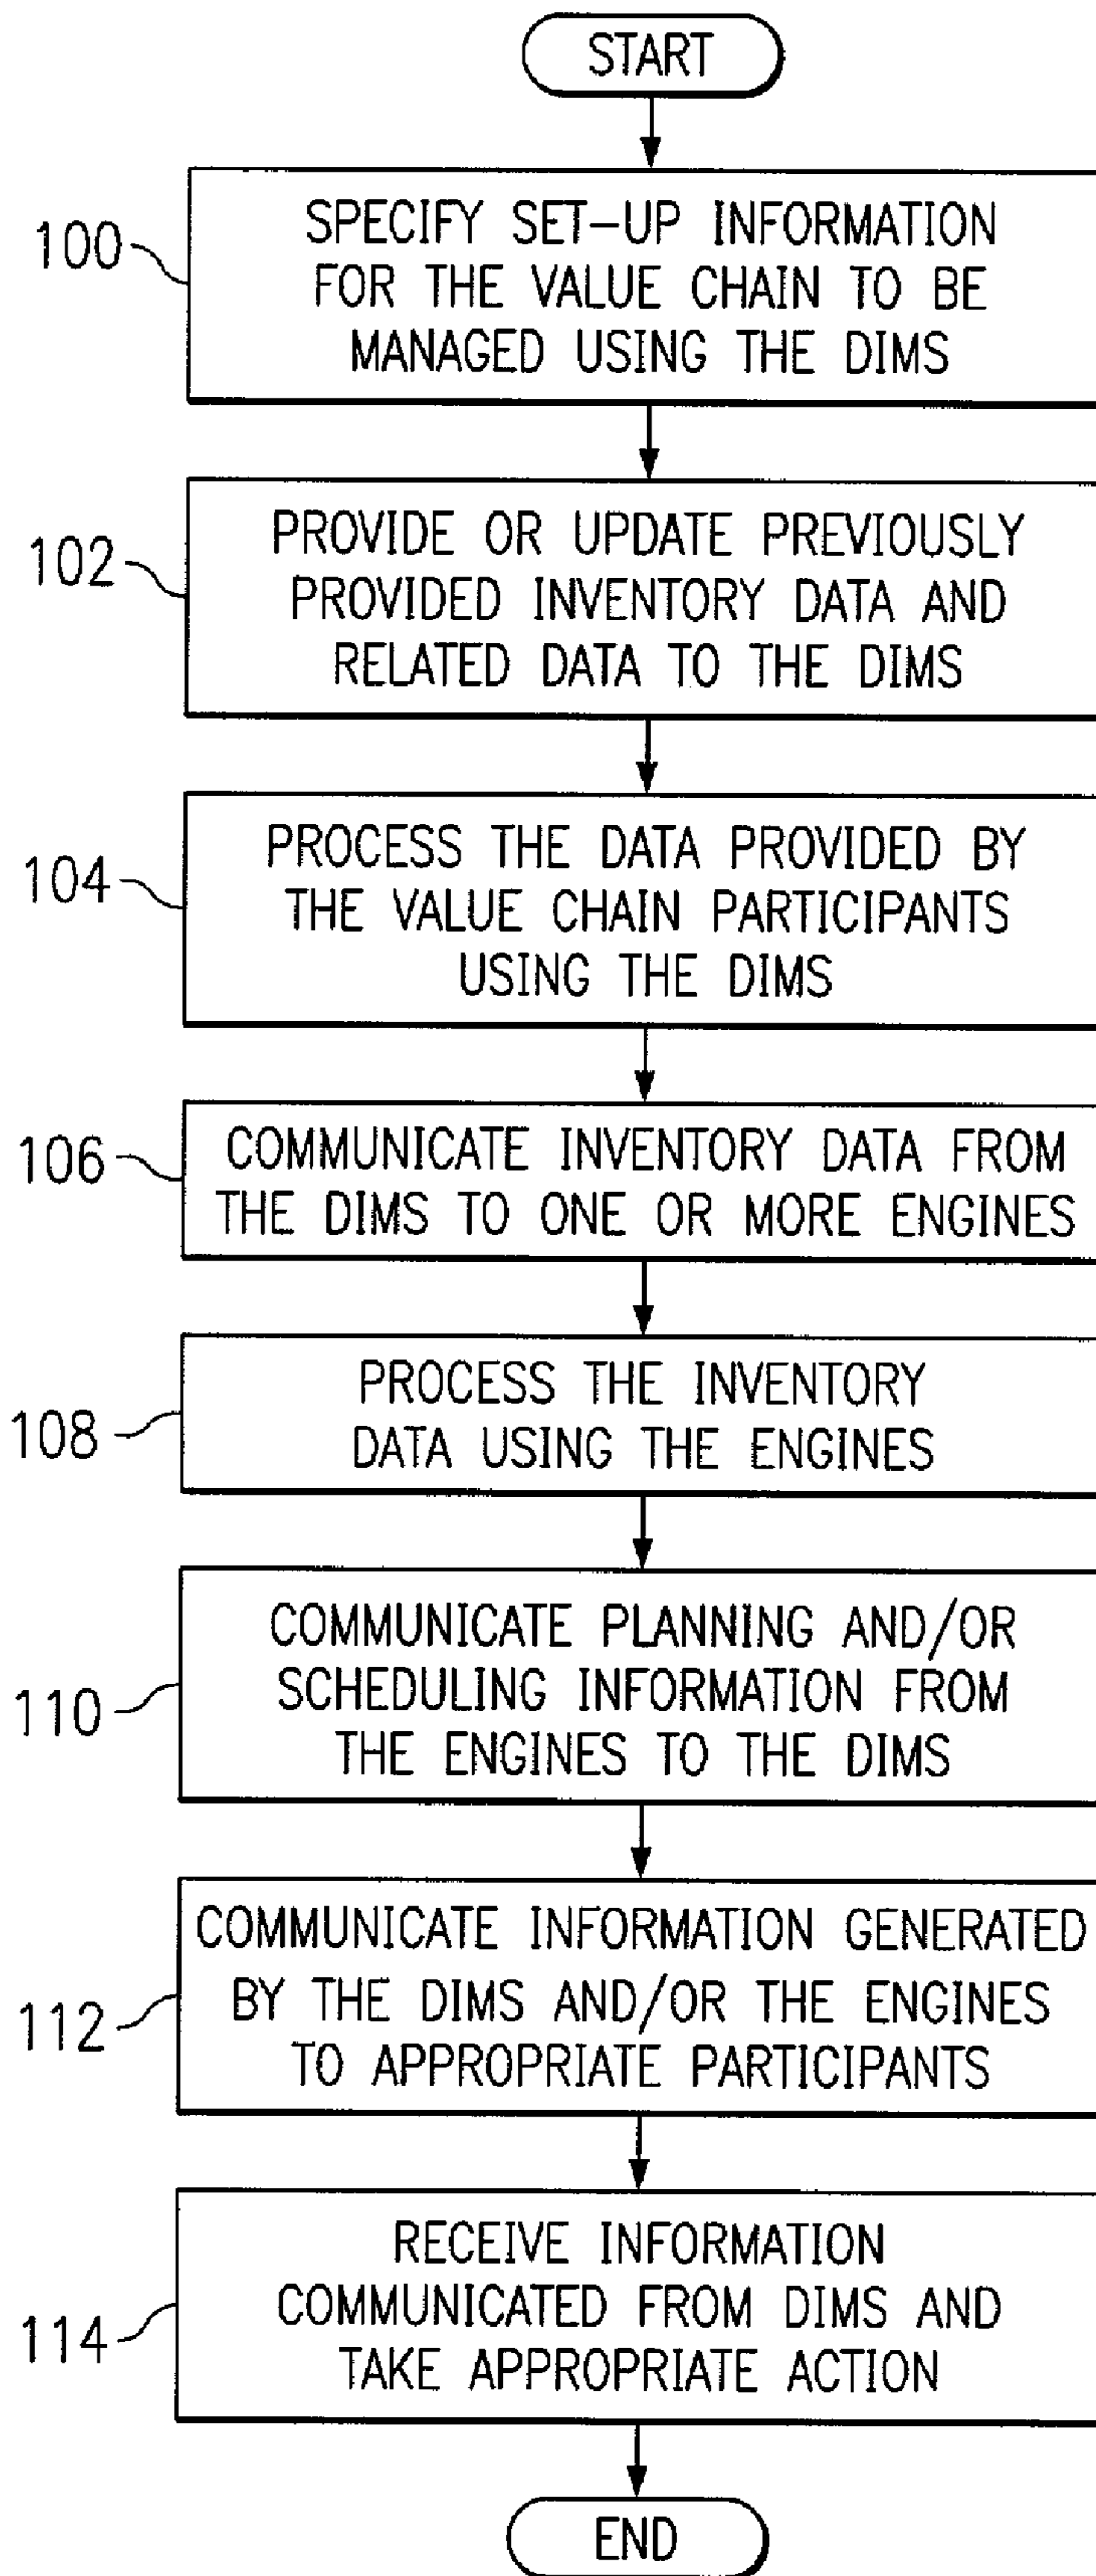 START
100
SPECIFY SET-UP INFORMATION
FOR THE VALUE CHAIN TO BE
MANAGED USING THE DIMS
102
PROVIDE OR UPDATE PREVIOUSLY
PROVIDED INVENTORY DATA AND
RELATED DATA TO THE DIMS
104
PROCESS THE DATA PROVIDED BY
THE VALUE CHAIN PARTICIPANTS
USING THE DIMS
106
COMMUNICATE INVENTORY DATA FROM
THE DIMS TO ONE OR MORE ENGINES
108
PROCESS THE INVENTORY
DATA USING THE ENGINES
110
COMMUNICATE PLANNING AND/OR
SCHEDULING INFORMATION FROM
THE ENGINES TO THE DIMS
112
COMMUNICATE INFORMATION GENERATED
BY THE DIMS AND/OR THE ENGINES
TO APPROPRIATE PARTICIPANTS
114
RECEIVE INFORMATION
COMMUNICATED FROM DIMS AND
TAKE APPROPRIATE ACTION
END